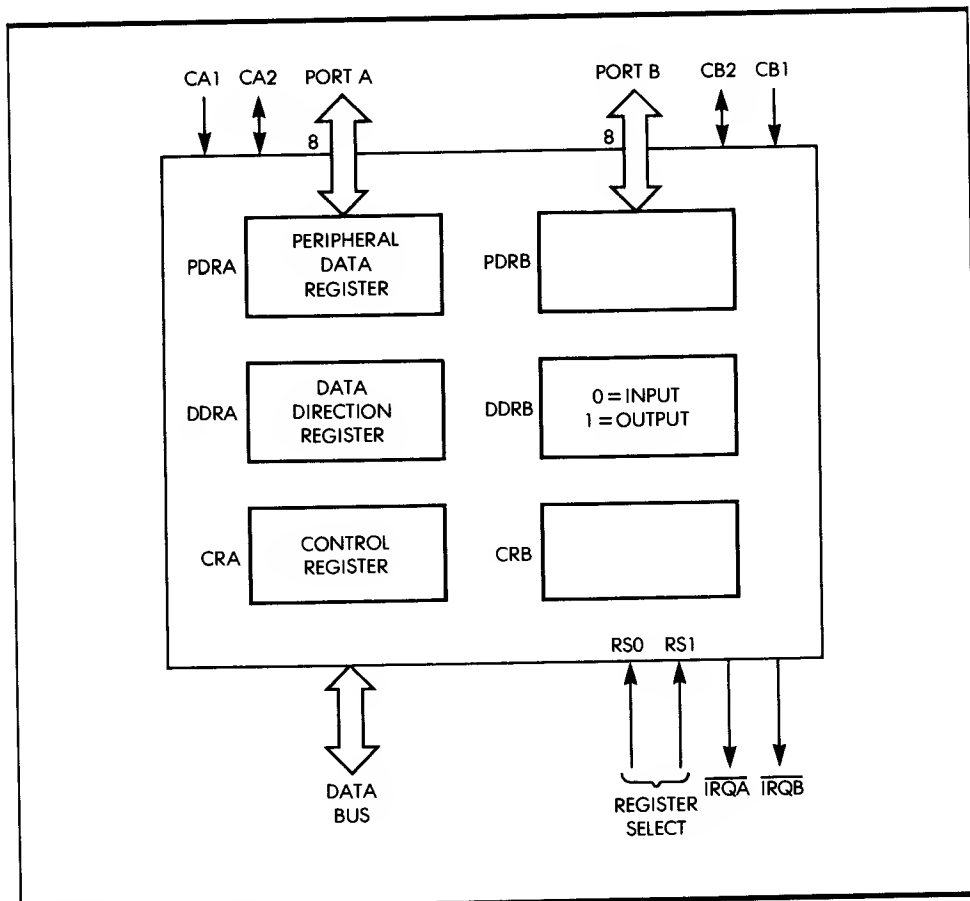 CA1 CA2 PORT A PORT B CB2 CB1
8 8
PDRA PERIPHERAL DATA REGISTER PDRB
DDRA DATA DIRECTION REGISTER DDRB 0 = INPUT 1 = OUTPUT
CRA CONTROL REGISTER CRB
RS0 RS1
DATA BUS
REGISTER SELECT
IRQA IRQB